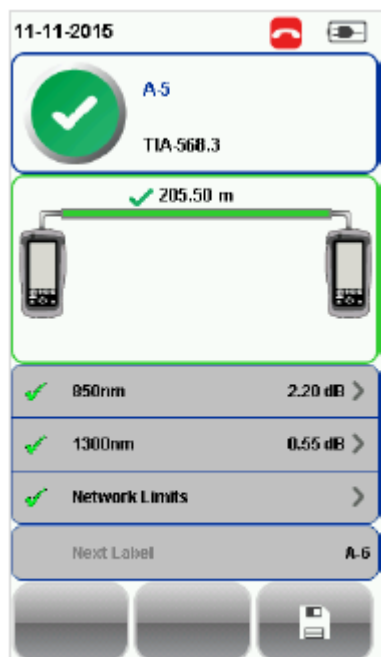 11-11-2015
A-5
TIA-568.3
205.50 m
850nm 2.20 dB
1300nm 0.55 dB
Network Limits
Next Label A-6